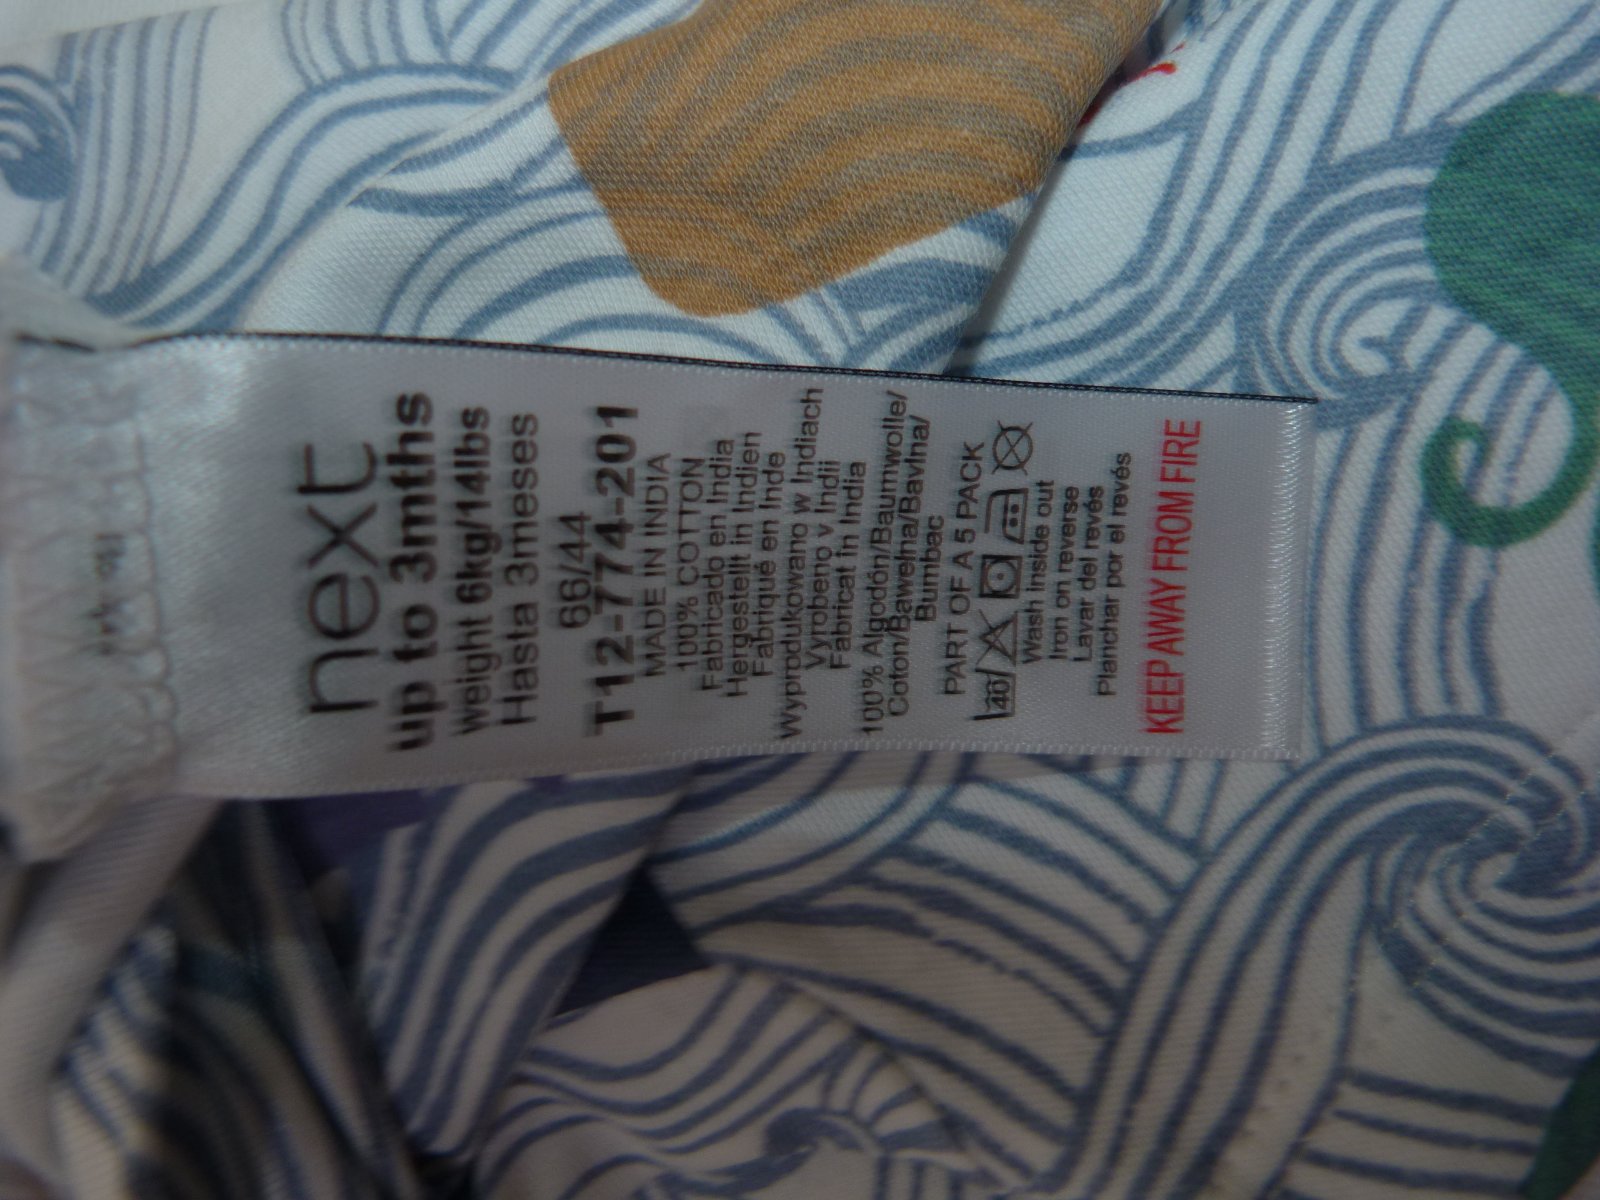 next
up to 3mths
weight 6kg/14lbs
Hasta 3meses
66/44
T12-774-201
MADE IN INDIA
100% COTTON
Fabricado en India
Hergestellt in Indien
Fabriqué en Inde
Wyprodukowano w Indiach
Vyrobeno v Indii
Fabricat în India
100% Algodón/Baumwolle/
Coton/Bawełna/Bavlna/
Bumbac
PART OF A 5 PACK
40
Wash inside out
Iron on reverse
Lavar del revés
Planchar por el revés
KEEP AWAY FROM FIRE